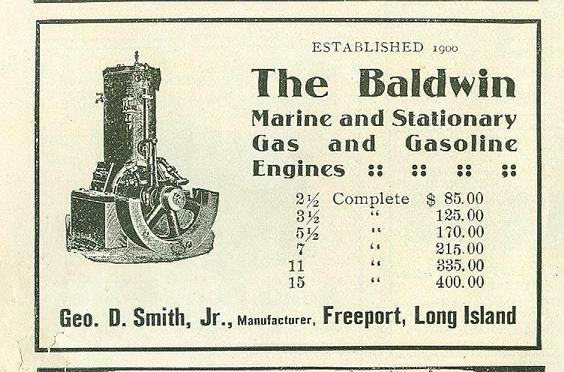 ESTABLISHED 1900
The Baldwin
Marine and Stationary
Gas and Gasoline
Engines :: :: :: ::
2½ Complete $ 85.00
3½ “ 125.00
5½ “ 170.00
7 “ 215.00
11 “ 335.00
15 “ 400.00
Geo. D. Smith, Jr., Manufacturer, Freeport, Long Island